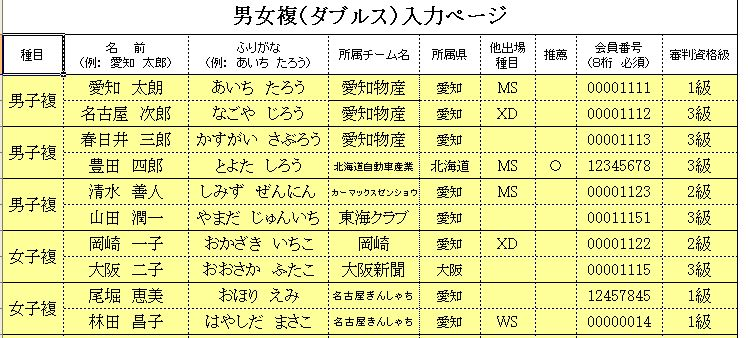 男女複(ダブルス)入力ページ
種目 名 前 (例: 愛知 太郎) ふりがな (例: あいち たろう) 所属チーム名 所属県 他出場種目 推薦 会員番号 (8桁 必須) 審判資格級
男子複 愛知 太朗 あいち たろう 愛知物産 愛知 MS 00001111 1級
名古屋 次郎 なごや じろう 愛知物産 愛知 XD 00001112 3級
男子複 春日井 三郎 かすがい さぶろう 愛知物産 愛知 00001113 3級
豊田 四郎 とよた しろう 北海道自動車産業 北海道 MS ○ 12345678 3級
男子複 清水 善人 しみず ぜんにん カーマックスゼンショウ 愛知 MS 00001123 2級
山田 潤一 やまだ じゅんいち 東海クラブ 愛知 00011151 3級
女子複 岡崎 一子 おかざき いちこ 岡崎 愛知 XD 00001122 2級
大阪 二子 おおさか ふたこ 大阪新聞 大阪 00001115 3級
女子複 尾堀 恵美 おほり えみ 名古屋きんしゃち 愛知 12457845 1級
林田 昌子 はやしだ まさこ 名古屋きんしゃち 愛知 WS 00000014 1級